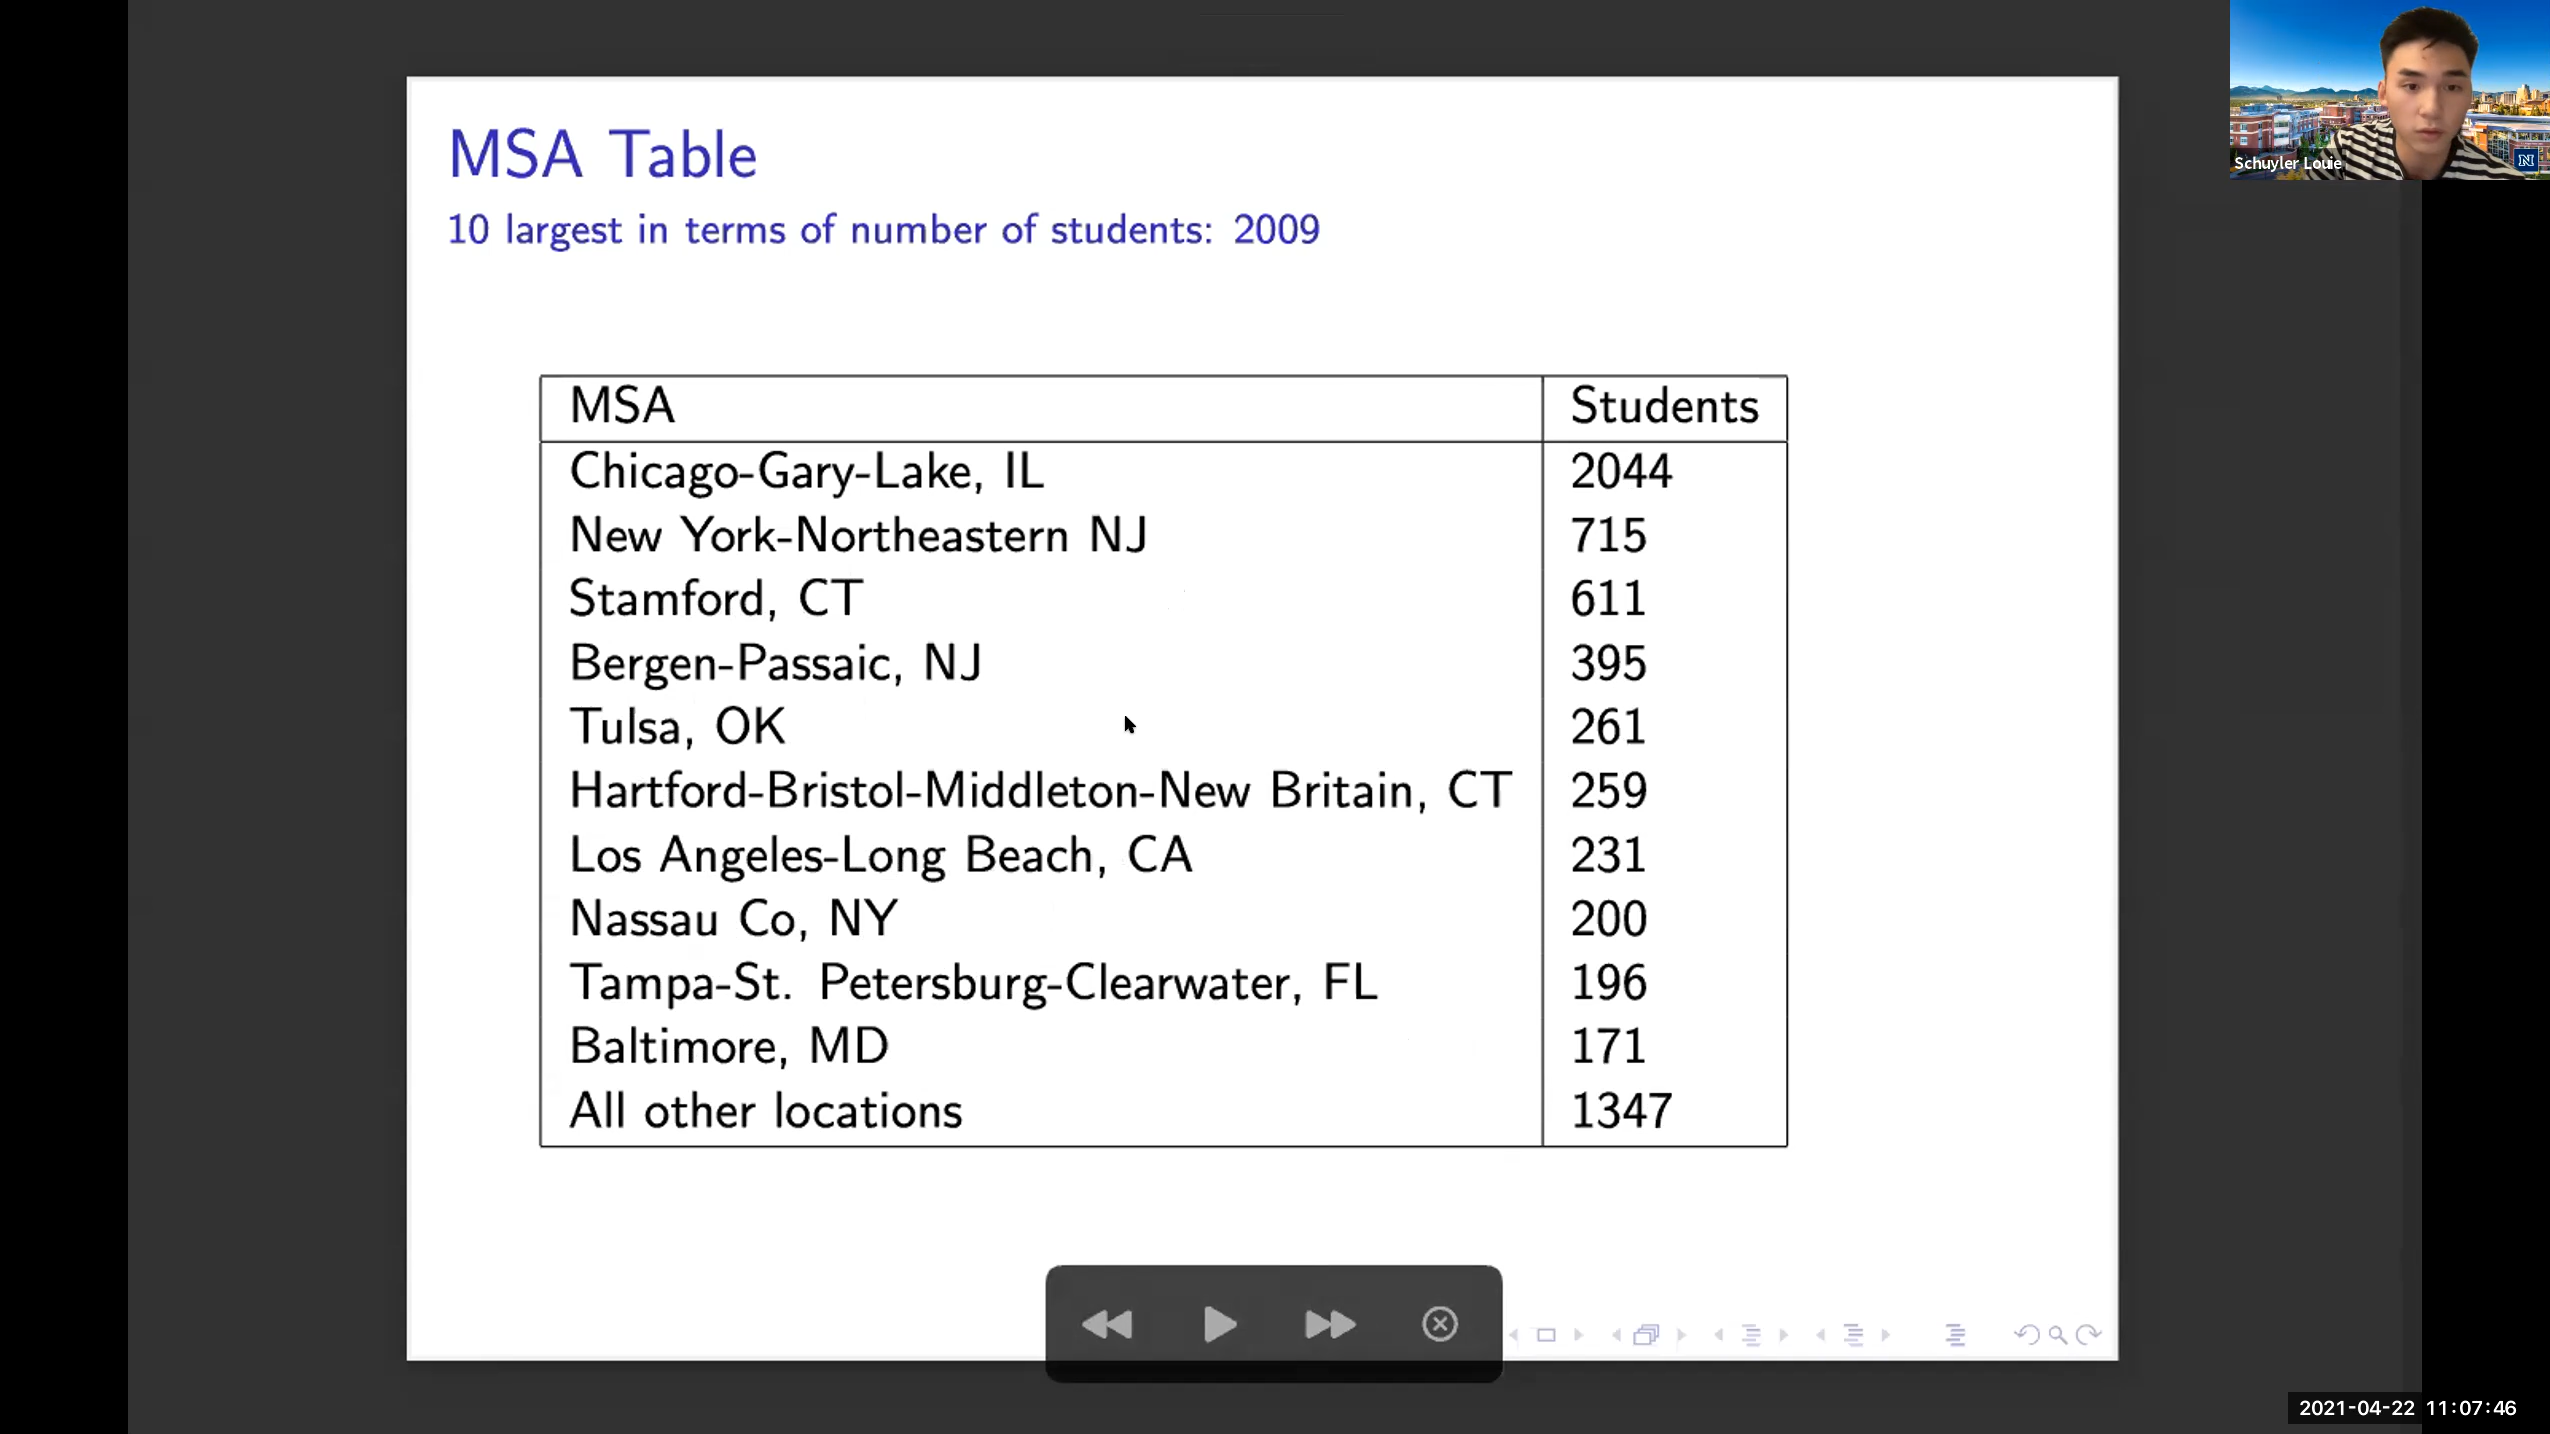 MSA Table
10 largest in terms of number of students: 2009
MSA Students
Chicago-Gary-Lake, IL 2044
New York-Northeastern NJ 715
Stamford, CT 611
Bergen-Passaic, NJ 395
Tulsa, OK 261
Hartford-Bristol-Middleton-New Britain, CT 259
Los Angeles-Long Beach, CA 231
Nassau Co, NY 200
Tampa-St. Petersburg-Clearwater, FL 196
Baltimore, MD 171
All other locations 1347
Schuyler Louie
N
2021-04-22 11:07:46